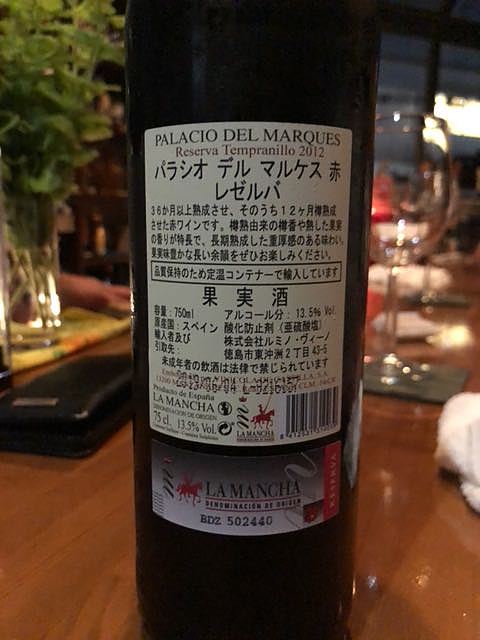 PALACIO DEL MARQUES
Reserva Tempranillo 2012
パラシオ デル マルケス 赤
レゼルバ
36か月以上熟成させ、そのうち12ヶ月樽熟成
させた赤ワインです。樽熟由来の樽香や熟した果実
の香りが特長で、長期熟成した重厚感のある味わい。
果実味豊かな長い余韻をぜひお楽しみください。
品質保持のため定温コンテナーで輸入しています
果実酒
容量:750ml アルコール分:13.5% Vol.
原産国:スペイン 酸化防止剤(亜硫酸塩)
輸入者及び 株式会社ルミノ・ヴィーノ
引取先: 徳島市東沖洲2丁目43-5
未成年者の飲酒は法律で禁じられています
Producto de España
LA MANCHA
DENOMINACIÓN DE ORIGEN
75 cl. 13.5% Vol.
m
LA MANCHA
m
LA MANCHA
DENOMINACIÓN DE ORIGEN
BDZ 502440
RESERVA